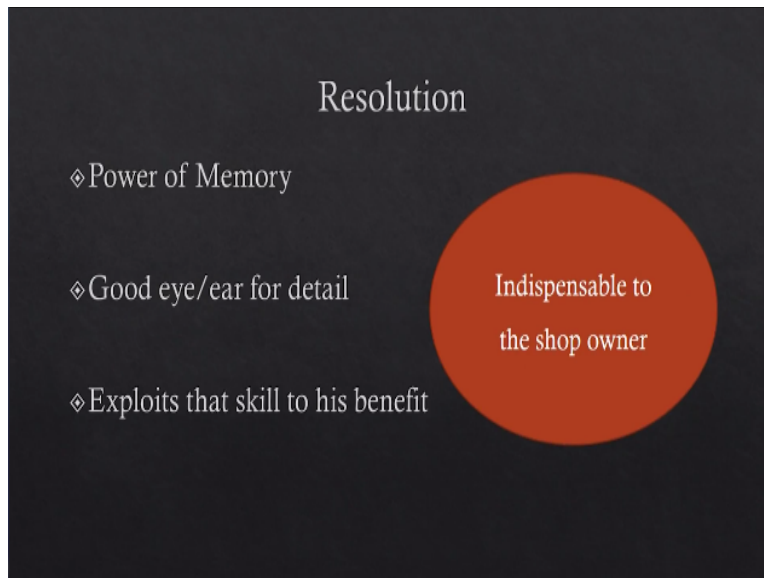 Resolution
Power of Memory
Good eye/ear for detail
Exploits that skill to his benefit
Indispensable to
the shop owner